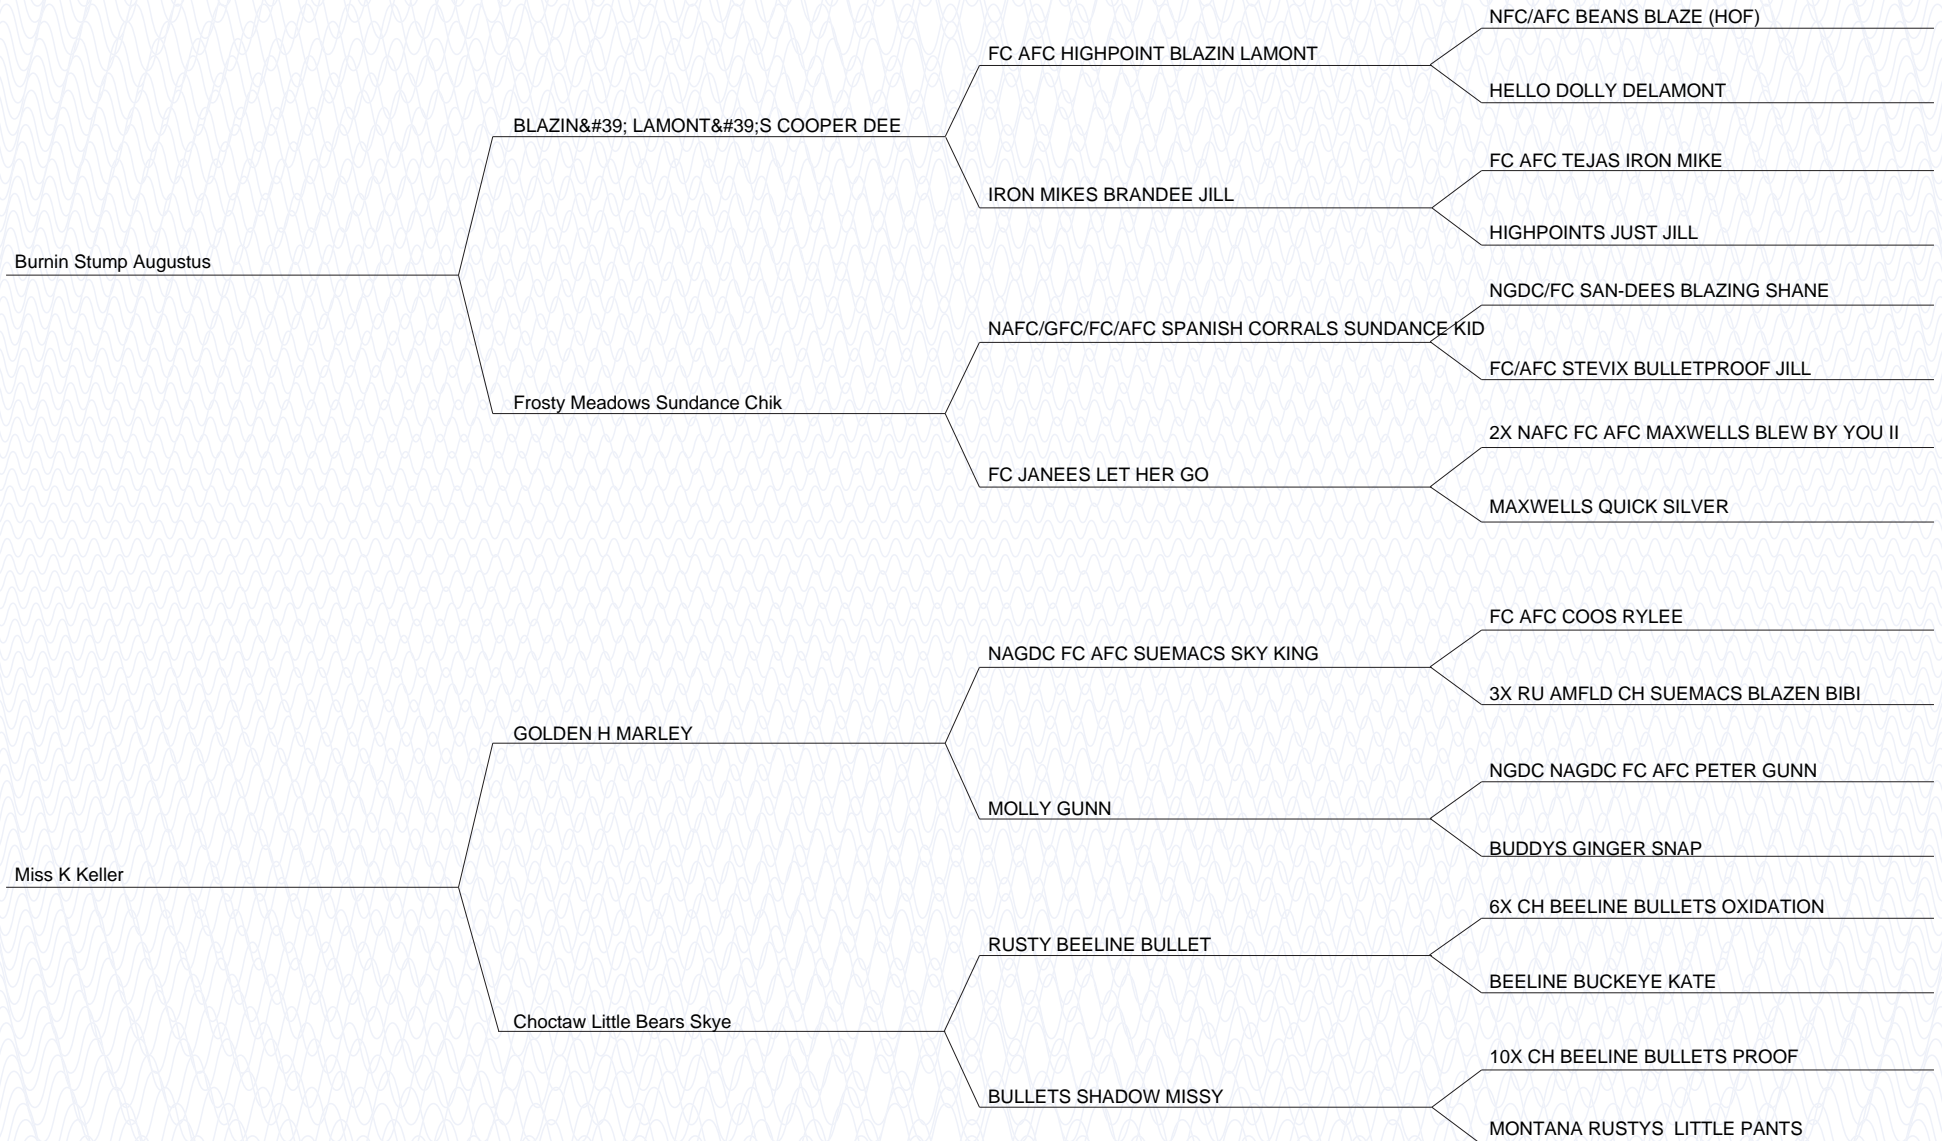 NFC/AFC BEANS BLAZE (HOF)
FC AFC HIGHPOINT BLAZIN LAMONT
HELLO DOLLY DELAMONT
BLAZIN&#39; LAMONT&#39;S COOPER DEE
FC AFC TEJAS IRON MIKE
IRON MIKES BRANDEE JILL
HIGHPOINTS JUST JILL
Burnin Stump Augustus
NGDC/FC SAN-DEES BLAZING SHANE
NAFC/GFC/FC/AFC SPANISH CORRALS SUNDANCE KID
FC/AFC STEVIX BULLETPROOF JILL
Frosty Meadows Sundance Chik
2X NAFC FC AFC MAXWELLS BLEW BY YOU II
FC JANEES LET HER GO
MAXWELLS QUICK SILVER
FC AFC COOS RYLEE
NAGDC FC AFC SUEMACS SKY KING
3X RU AMFLD CH SUEMACS BLAZEN BIBI
GOLDEN H MARLEY
NGDC NAGDC FC AFC PETER GUNN
MOLLY GUNN
BUDDYS GINGER SNAP
Miss K Keller
6X CH BEELINE BULLETS OXIDATION
RUSTY BEELINE BULLET
BEELINE BUCKEYE KATE
Choctaw Little Bears Skye
10X CH BEELINE BULLETS PROOF
BULLETS SHADOW MISSY
MONTANA RUSTYS  LITTLE PANTS